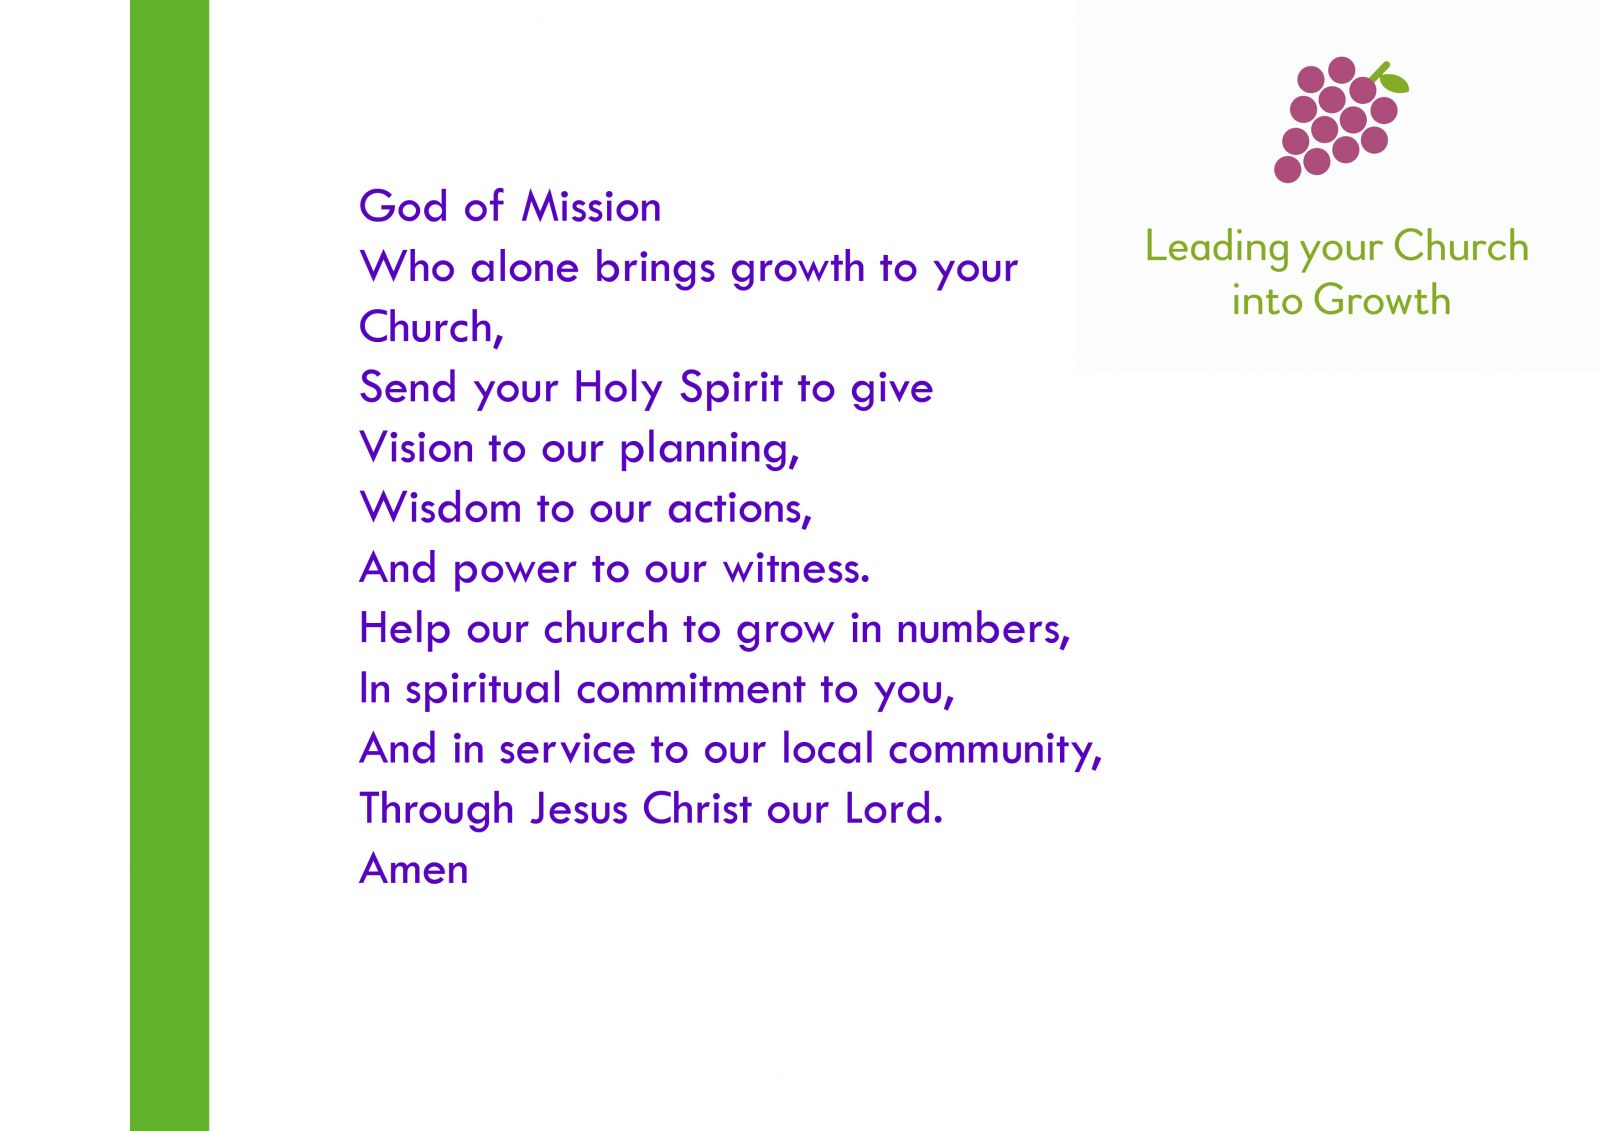 God of Mission
Who alone brings growth to your
Church,
Send your Holy Spirit to give
Vision to our planning,
Wisdom to our actions,
And power to our witness.
Help our church to grow in numbers,
In spiritual commitment to you,
And in service to our local community,
Through Jesus Christ our Lord.
Amen
Leading your Church
into Growth